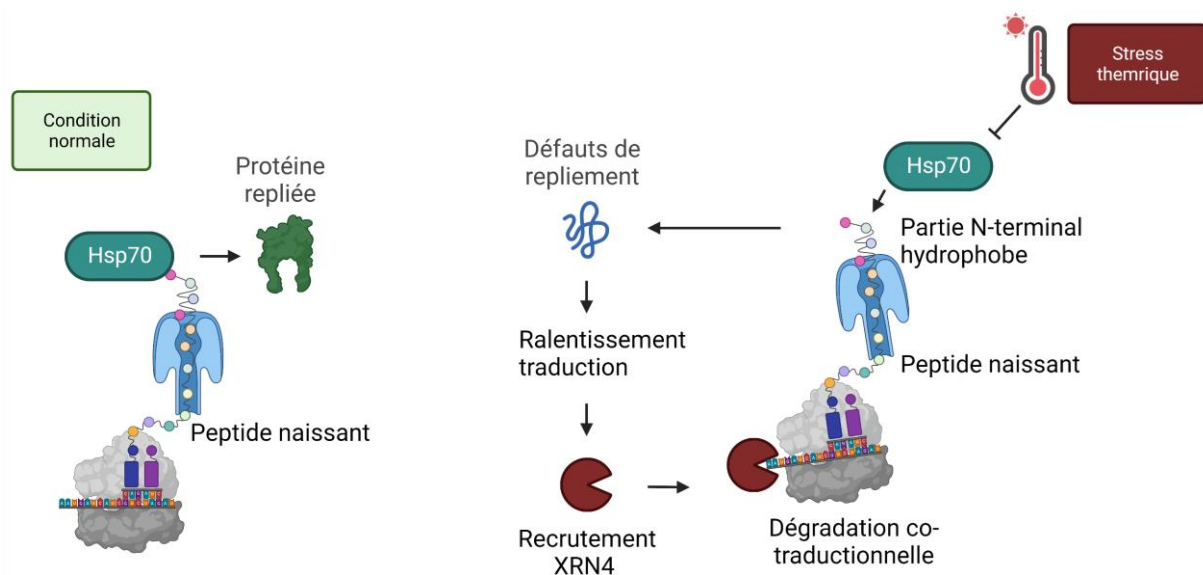 Condition
normale
Protéine
repliée
Hsp70
Peptide naissant
Stress
themrique
Hsp70
Défauts de
repliement
Partie N-terminal
hydrophobe
Ralentissement
traduction
Peptide naissant
Recrutement
XRN4
Dégradation co-
traductionnelle